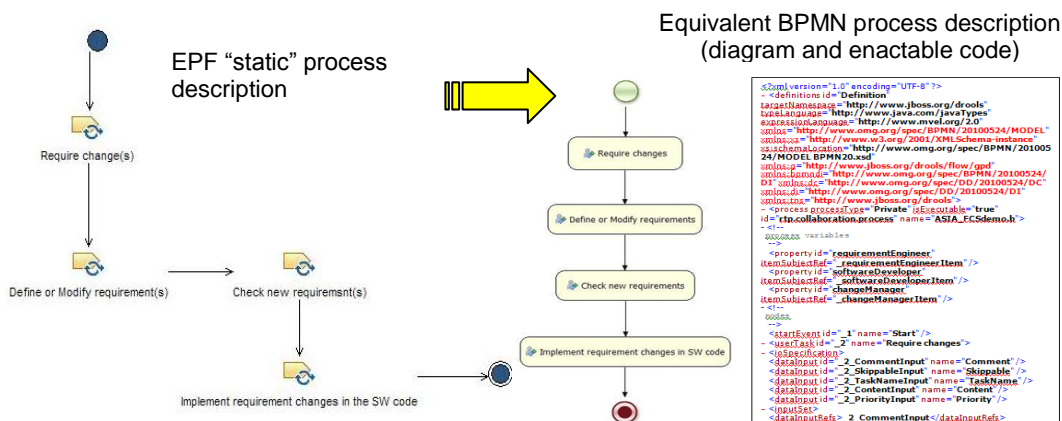 Equivalent BPMN process description
(diagram and enactable code)
EPF “static” process
description
Require change(s)
Define or Modify requirement(s)
Check new requiremsnt(s)
Implement requirement changes in the SW code
Require changes
Define or Modify requirements
Check new requirements
Implement requirement changes in SW code
<?xml version="1.0" encoding="UTF-8" ?>
- <definitions id="Definition"
targetNamespace="http://www.jboss.org/drools"
typeLanguage="http://www.java.com/javaTypes"
expressionLanguage="http://www.mvel.org/2.0"
xmlns="http://www.omg.org/spec/BPMN/20100524/MODEL"
xmlns:xs="http://www.w3.org/2001/XMLSchema-instance"
xs:schemaLocation="http://www.omg.org/spec/BPMN/201005
24/MODEL BPMN20.xsd"
xmlns:g="http://www.jboss.org/drools/flow/gpd"
xmlns:bpmndi="http://www.omg.org/spec/BPMN/20100524/
DI" xmlns:dc="http://www.omg.org/spec/DD/20100524/DC"
xmlns:di="http://www.omg.org/spec/DD/20100524/DI"
xmlns:tns="http://www.jboss.org/drools">
- <process processType="Private" isExecutable="true"
id="rtp.collaboration.process" name="ASIA_FCSdemo.h">
- <!--
process variables
-->
<property id="requirementEngineer"
itemSubjectRef="_requirementEngineerItem"/>
<property id="softwareDeveloper"
itemSubjectRef="_softwareDeveloperItem"/>
<property id="changeManager"
itemSubjectRef="_changeManagerItem"/>
- <!--
nodes
-->
<startEvent id="_1" name="Start"/>
- <userTask id="_2" name="Require changes">
- <ioSpecification>
<dataInput id="_2_CommentInput" name="Comment"/>
<dataInput id="_2_SkippableInput" name="Skippable"/>
<dataInput id="_2_TaskNameInput" name="TaskName"/>
<dataInput id="_2_ContentInput" name="Content"/>
<dataInput id="_2_PriorityInput" name="Priority"/>
- <inputSet>
<dataInputRefs>_2_CommentInput</dataInputRefs>